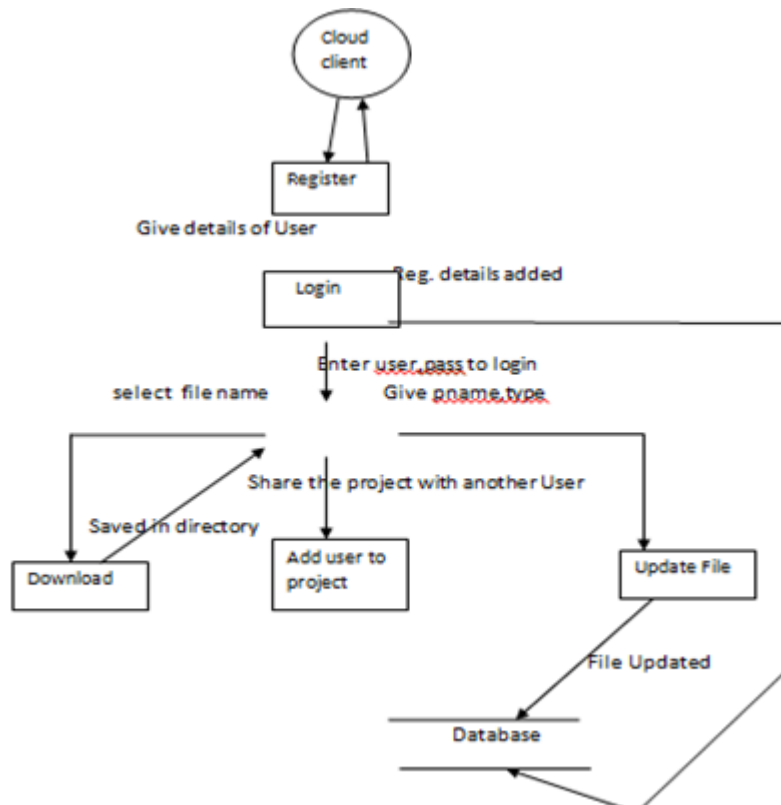 Cloud
client
Register
Give details of User
Reg. details added
Login
Enter user,pass to login
select file name
Give pname,type
Share the project with another User
Saved in directory
Add user to
project
Download
Update File
File Updated
Database